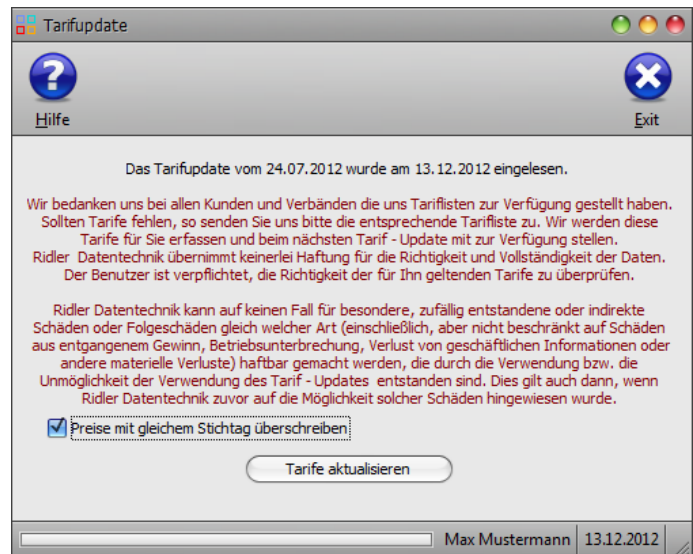 Tarifupdate
Hilfe
Exit
Das Tarifupdate vom 24.07.2012 wurde am 13.12.2012 eingelesen.
Wir bedanken uns bei allen Kunden und Verbänden die uns Tariflisten zur Verfügung gestellt haben.
Sollten Tarife fehlen, so senden Sie uns bitte die entsprechende Tarifliste zu. Wir werden diese
Tarife für Sie erfassen und beim nächsten Tarif - Update mit zur Verfügung stellen.
Ridler Datentechnik übernimmt keinerlei Haftung für die Richtigkeit und Vollständigkeit der Daten.
Der Benutzer ist verpflichtet, die Richtigkeit der für Ihn geltenden Tarife zu überprüfen.
Ridler Datentechnik kann auf keinen Fall für besondere, zufällig entstandene oder indirekte
Schäden oder Folgeschäden gleich welcher Art (einschließlich, aber nicht beschränkt auf Schäden
aus entgangenem Gewinn, Betriebsunterbrechung, Verlust von geschäftlichen Informationen oder
andere materielle Verluste) haftbar gemacht werden, die durch die Verwendung bzw. die
Unmöglichkeit der Verwendung des Tarif - Updates entstanden sind. Dies gilt auch dann, wenn
Ridler Datentechnik zuvor auf die Möglichkeit solcher Schäden hingewiesen wurde.
Preise mit gleichem Stichtag überschreiben
Tarife aktualisieren
Max Mustermann 13.12.2012